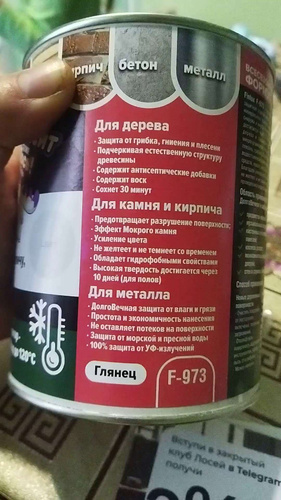 бетон
металл
Для дерева
· Защита от грибка, гниения и плесени
· Подчеркивая естественную структуру
древесины
· Содержит антисептические добавки
· Содержит воск
· Сохнет 30 минут
Для камня и кирпича
· Предотвращает разрушение поверхности;
· Эффект Мокрого камня
· Усиление цвета
· Не желтеет и не темнеет со временем
· Обладает гидрофобными свойствами
· Высокая твердость достигается через
10 дней (для полов)
Для металла
· ДолгоВечная защита от влаги и грязи
· Простота и экономичность нанесения
· Не оставляет потеков на поверхности
· Защита от морской и пресной воды
· 100% защита от УФ-излучений
120°C
Глянец
F-973
Вступи в закрытый
клуб Лосей в Telegram
получи